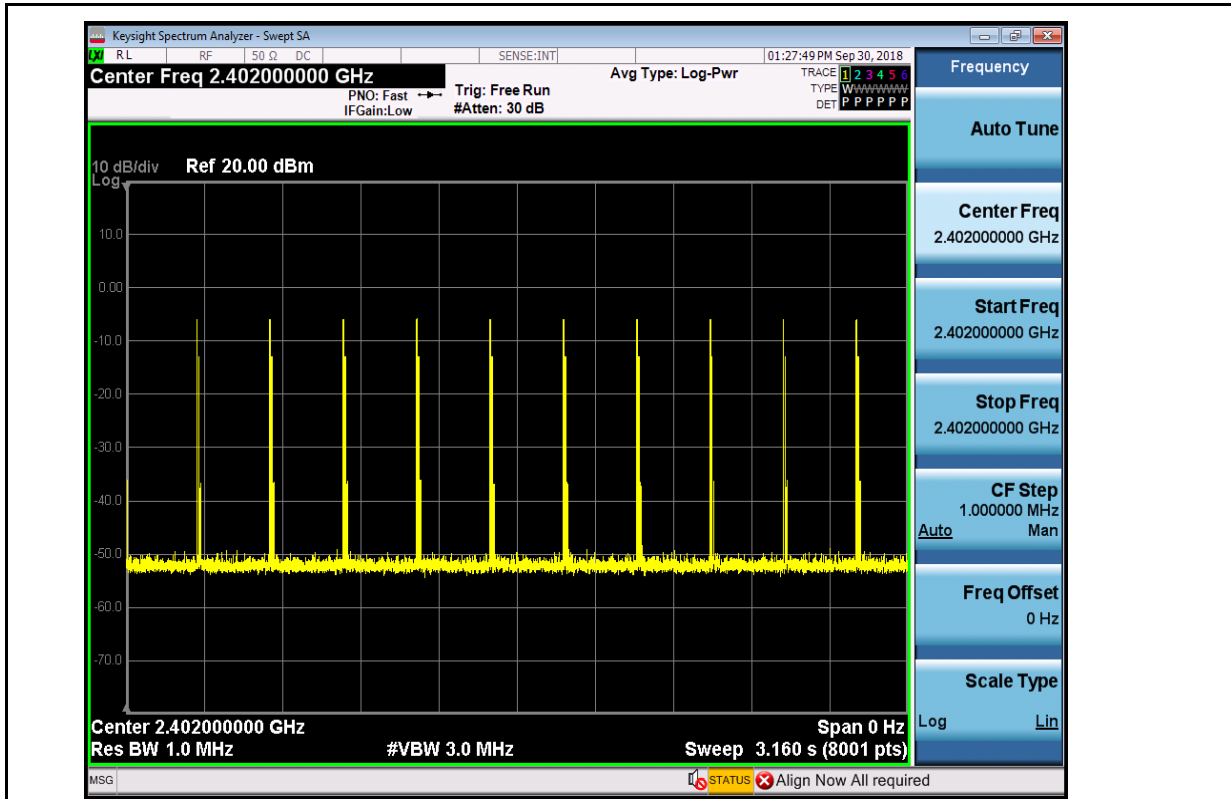 Keysight Spectrum Analyzer - Swept SA
LXI RL RF 50 Ω DC SENSE:INT 01:27:49 PM Sep 30, 2018
Center Freq 2.402000000 GHz
PNO: Fast
IFGain:Low
Trig: Free Run
#Atten: 30 dB
Avg Type: Log-Pwr
TRACE 1 2 3 4 5 6
TYPE WWWWWW
DET P P P P P P
10 dB/div Ref 20.00 dBm
Log
10.0
0.00
-10.0
-20.0
-30.0
-40.0
-50.0
-60.0
-70.0
Center 2.402000000 GHz Span 0 Hz
Res BW 1.0 MHz #VBW 3.0 MHz Sweep 3.160 s (8001 pts)
Frequency
Auto Tune
Center Freq
2.402000000 GHz
Start Freq
2.402000000 GHz
Stop Freq
2.402000000 GHz
CF Step
1.000000 MHz
Auto Man
Freq Offset
0 Hz
Scale Type
Log Lin
MSG STATUS Align Now All required